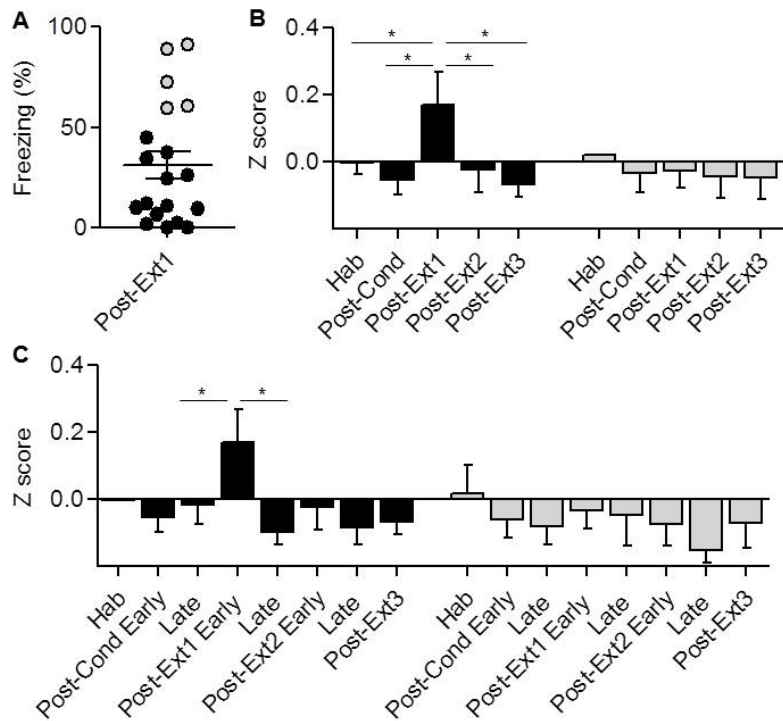 A
100
50
0
Freezing (%)
Post-Ext1
B
0.4
0.2
0.0
Z score
* *
* *
Hab
Post-Cond
Post-Ext1
Post-Ext2
Post-Ext3
Hab
Post-Cond
Post-Ext1
Post-Ext2
Post-Ext3
C
0.4
0.2
0.0
Z score
* *
Hab
Post-Cond Early
Late
Post-Ext1 Early
Late
Post-Ext2 Early
Late
Post-Ext3
Hab
Post-Cond Early
Late
Post-Ext1 Early
Late
Post-Ext2 Early
Late
Post-Ext3